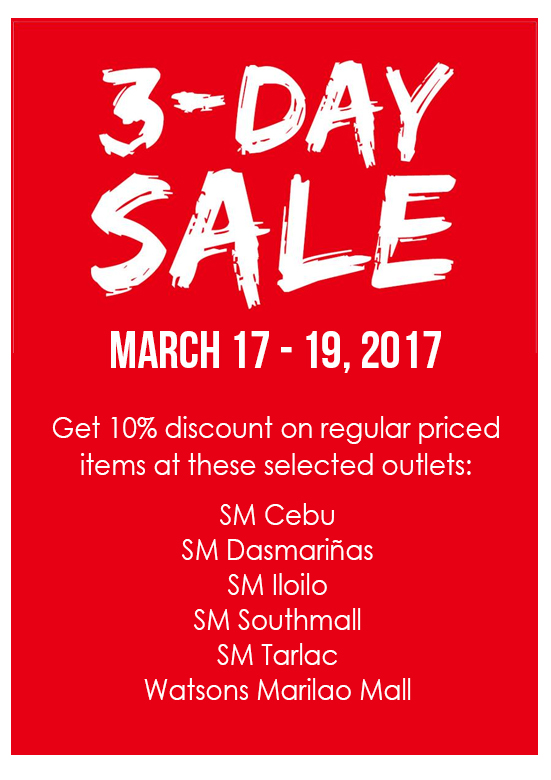 3-DAY
SALE
MARCH 17 - 19, 2017
Get 10% discount on regular priced
items at these selected outlets:
SM Cebu
SM Dasmariñas
SM Iloilo
SM Southmall
SM Tarlac
Watsons Marilao Mall